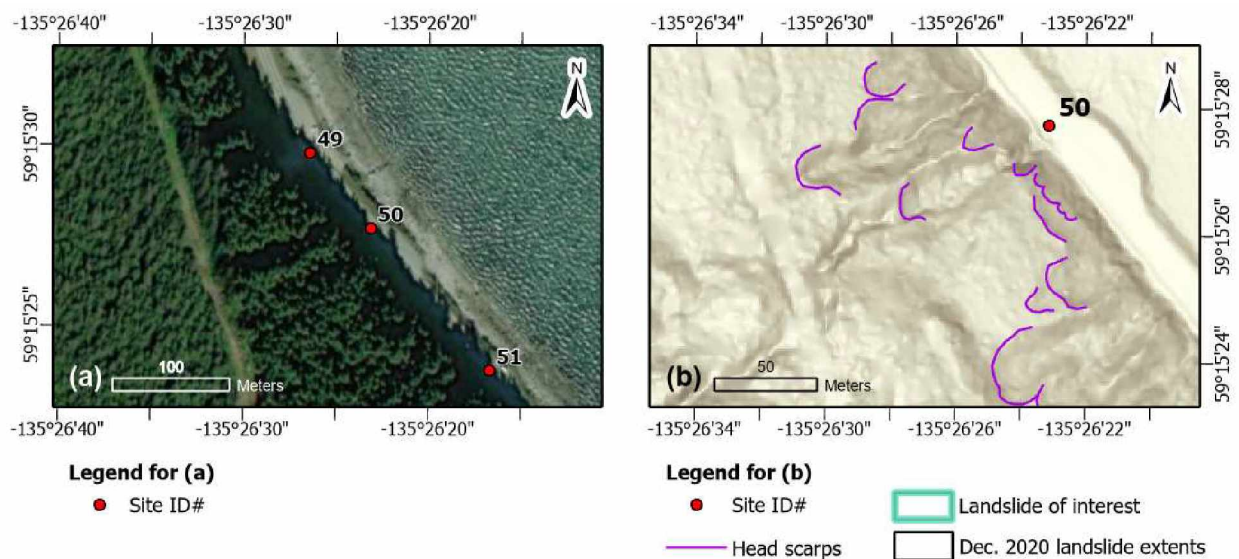 -135°26'40" -135°26'30" -135°26'20"
59°15'30"
59°15'25"
N
49
50
51
(a)
100
Meters
-135°26'40" -135°26'30" -135°26'20"
Legend for (a)
Site ID#
-135°26'34" -135°26'30" -135°26'26" -135°26'22"
N
50
59°15'28"
59°15'26"
59°15'24"
(b)
50
Meters
-135°26'34" -135°26'30" -135°26'26" -135°26'22"
Legend for (b)
Site ID#
Landslide of interest
Head scarps
Dec. 2020 landslide extents